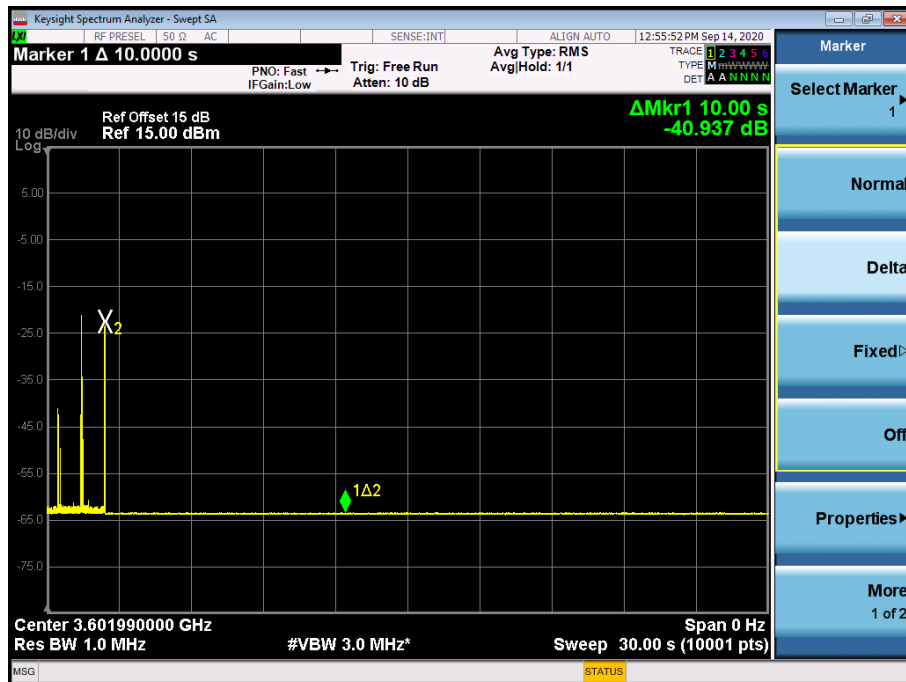 Keysight Spectrum Analyzer - Swept SA
LXI RF PRESEL 50 Ω AC SENSE:INT ALIGN AUTO 12:55:52 PM Sep 14, 2020
Marker 1 Δ 10.0000 s
PNO: Fast
IFGain:Low
Trig: Free Run
Atten: 10 dB
Avg Type: RMS
Avg|Hold: 1/1
TRACE 1 2 3 4 5 6
TYPE M m W W W W W
DET A A N N N N
ΔMkr1 10.00 s
-40.937 dB
Ref Offset 15 dB
10 dB/div Ref 15.00 dBm
Log
5.00
-5.00
-15.0
-25.0
-35.0
-45.0
-55.0
-65.0
-75.0
2
1Δ2
Center 3.601990000 GHz Span 0 Hz
Res BW 1.0 MHz #VBW 3.0 MHz* Sweep 30.00 s (10001 pts)
MSG STATUS
Marker
Select Marker
1
Normal
Delta
Fixed
Off
Properties
More
1 of 2